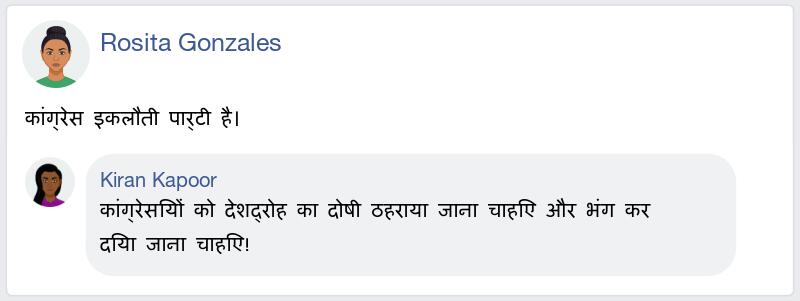 Rosita Gonzales
कांग्रेस इकलौती पार्टी है।
Kiran Kapoor
कांग्रेसियों को देशद्रोह का दोषी ठहराया जाना चाहिए और भंग कर
दिया जाना चाहिए!